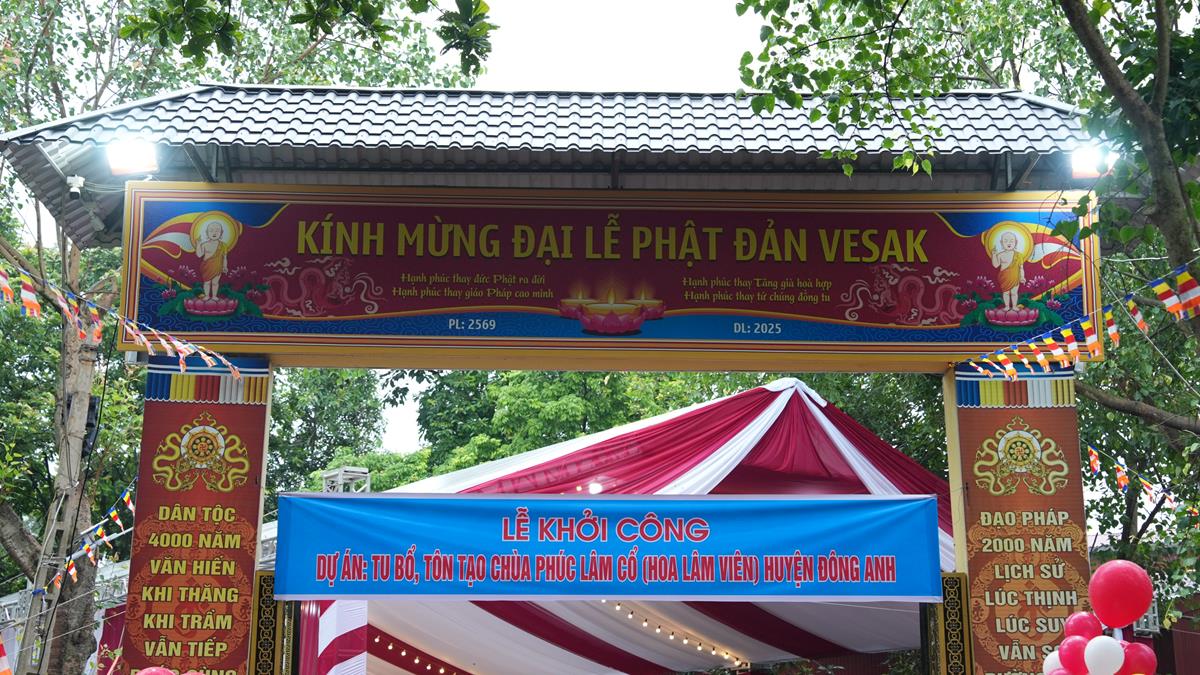 KÍNH MỪNG ĐẠI LỄ PHẬT ĐẢN VESAK
Hạnh phúc thay đức Phật ra đời
Hạnh phúc thay giáo Pháp cao minh
Hạnh phúc thay Tăng già hoà hợp
Hạnh phúc thay tứ chúng đồng tu
PL: 2569
DL: 2025
LỄ KHỞI CÔNG
DỰ ÁN: TU BỔ, TÔN TẠO CHÙA PHÚC LÂM CỔ (HOA LÂM VIÊN) HUYỆN ĐÔNG ANH
DÂN TỘC
4000 NĂM
VĂN HIẾN
KHI THĂNG
KHI TRẦM
VẪN TIẾP
ĐẠO PHÁP
2000 NĂM
LỊCH SỬ
LÚC THỊNH
LÚC SUY
VẪN